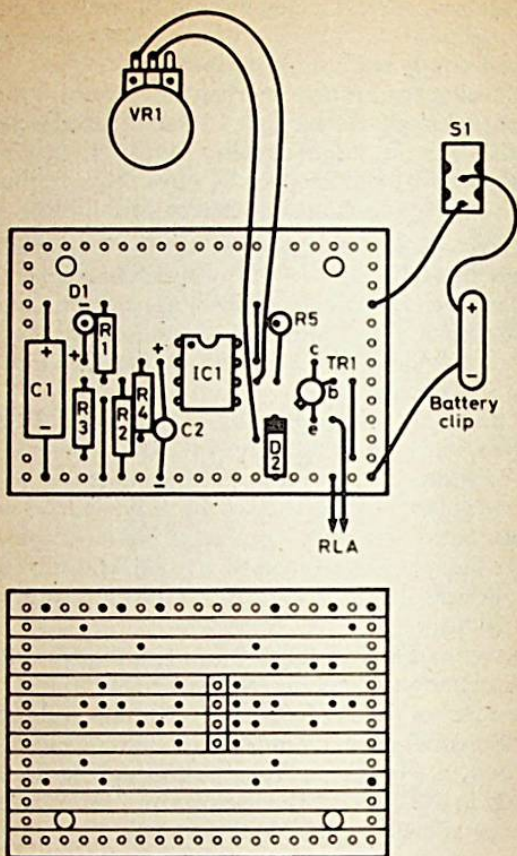 VR1
S1
D1
−
+
R1
R5
+
−
Battery
clip
+
C1
−
R3
R2
R4
+
C2
−
IC1
c
TR1
b
e
D2
RLA